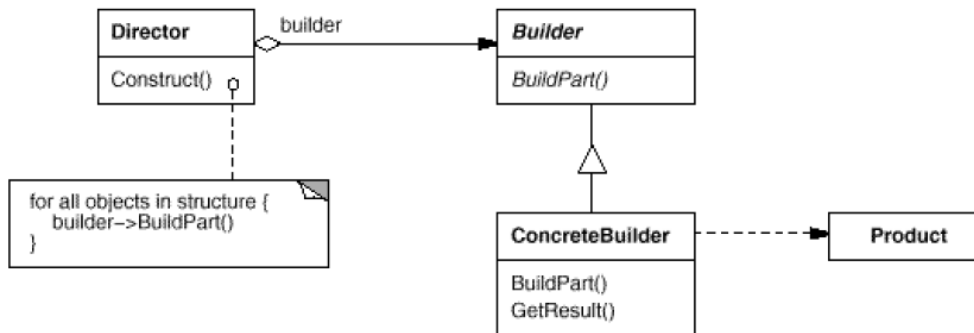 Director
Construct()
builder
Builder
BuildPart()
for all objects in structure {
builder->BuildPart()
}
ConcreteBuilder
BuildPart()
GetResult()
Product